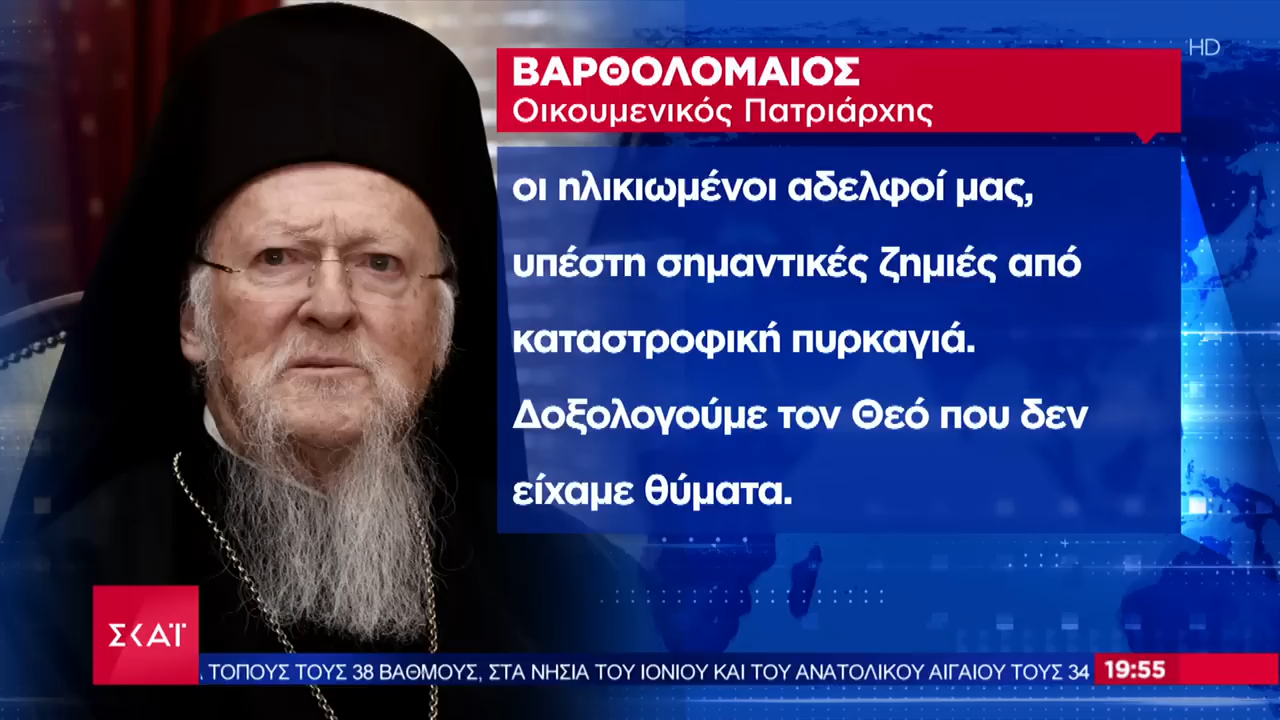 HD
ΒΑΡΘΟΛΟΜΑΙΟΣ
Οικουμενικός Πατριάρχης
οι ηλικιωμένοι αδελφοί μας,
υπέστη σημαντικές ζημιές από
καταστροφική πυρκαγιά.
Δοξολογούμε τον Θεό που δεν
είχαμε θύματα.
ΣΚΑΪ
ΤΟΠΟΥΣ ΤΟΥΣ 38 ΒΑΘΜΟΥΣ, ΣΤΑ ΝΗΣΙΑ ΤΟΥ ΙΟΝΙΟΥ ΚΑΙ ΤΟΥ ΑΝΑΤΟΛΙΚΟΥ ΑΙΓΑΙΟΥ ΤΟΥΣ 34
19:55